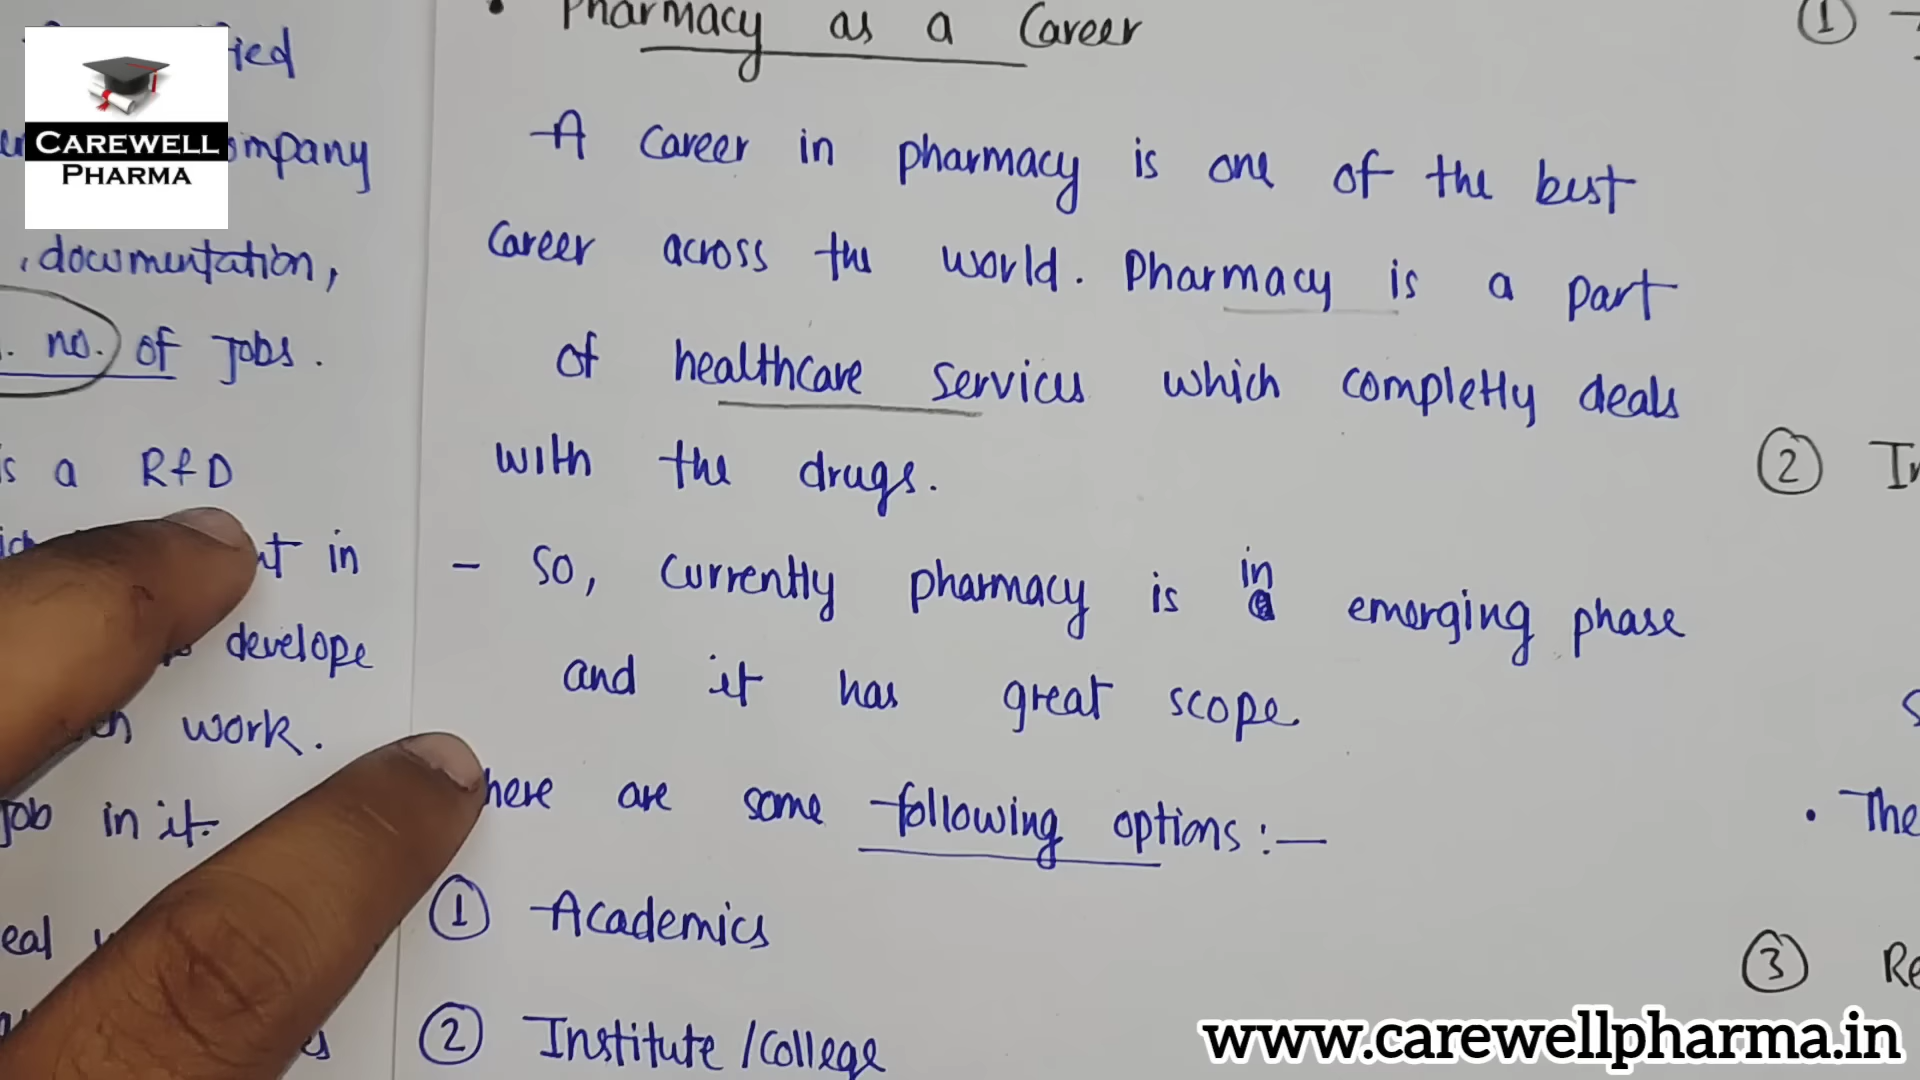 CAREWELL
PHARMA
ied
ompany
, documentation,
no. of Jobs.
is a R&D
in
develope
work.
job in it.
eal
• Pharmacy as a Career
A career in pharmacy is one of the best
career across the world. Pharmacy is a part
of healthcare services which completly deals
with the drugs.
- So, currently pharmacy is in emerging phase
and it has great scope
here are some following options :—
① Academics
② Institute /College
①
② In
• The
③ Re
www.carewellpharma.in